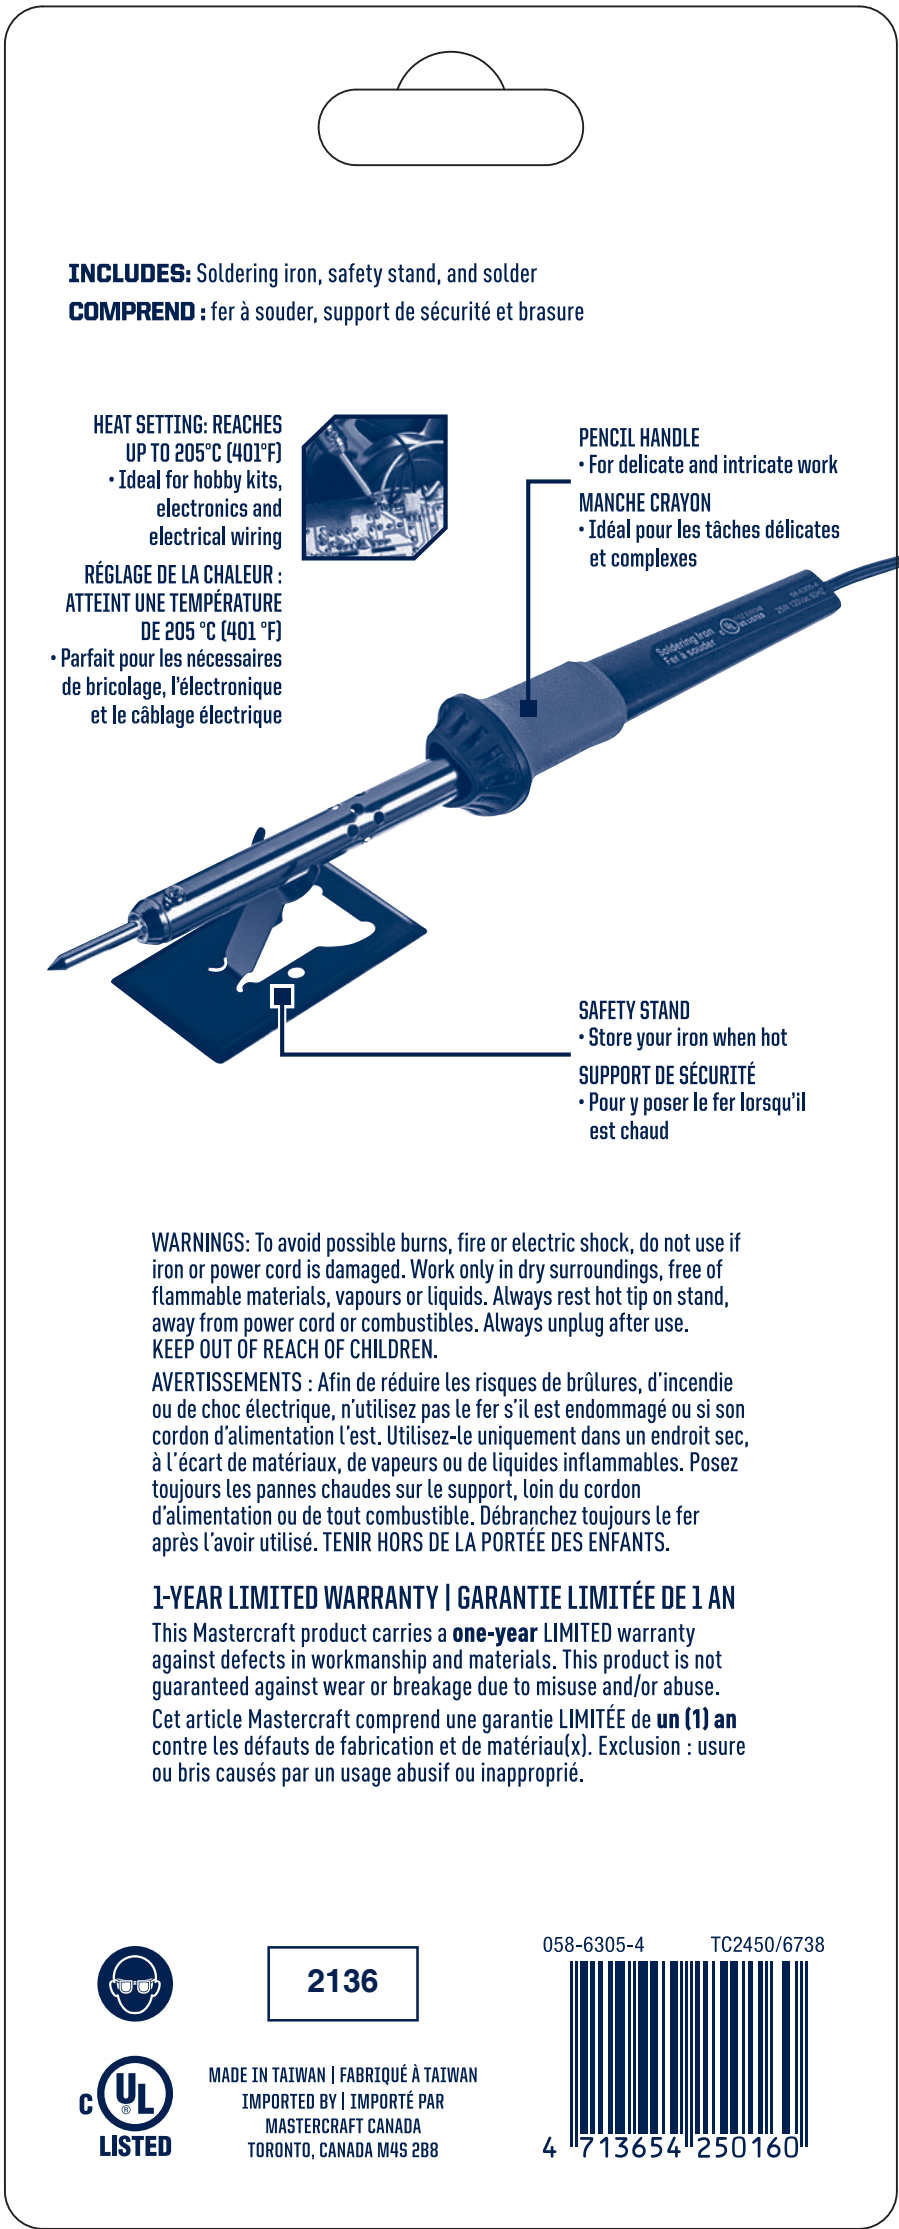 INCLUDES: Soldering iron, safety stand, and solder
COMPREND : fer à souder, support de sécurité et brasure
HEAT SETTING: REACHES
UP TO 205°C (401°F)
• Ideal for hobby kits,
electronics and
electrical wiring
RÉGLAGE DE LA CHALEUR :
ATTEINT UNE TEMPÉRATURE
DE 205 °C (401 °F)
• Parfait pour les nécessaires
de bricolage, l'électronique
et le câblage électrique
PENCIL HANDLE
• For delicate and intricate work
MANCHE CRAYON
• Idéal pour les tâches délicates
et complexes
Soldering Iron
Fer à souder
C UL US LISTED
SAFETY STAND
• Store your iron when hot
SUPPORT DE SÉCURITÉ
• Pour y poser le fer lorsqu'il
est chaud
WARNINGS: To avoid possible burns, fire or electric shock, do not use if
iron or power cord is damaged. Work only in dry surroundings, free of
flammable materials, vapours or liquids. Always rest hot tip on stand,
away from power cord or combustibles. Always unplug after use.
KEEP OUT OF REACH OF CHILDREN.
AVERTISSEMENTS : Afin de réduire les risques de brûlures, d'incendie
ou de choc électrique, n'utilisez pas le fer s'il est endommagé ou si son
cordon d'alimentation l'est. Utilisez-le uniquement dans un endroit sec,
à l'écart de matériaux, de vapeurs ou de liquides inflammables. Posez
toujours les pannes chaudes sur le support, loin du cordon
d'alimentation ou de tout combustible. Débranchez toujours le fer
après l'avoir utilisé. TENIR HORS DE LA PORTÉE DES ENFANTS.
1-YEAR LIMITED WARRANTY | GARANTIE LIMITÉE DE 1 AN
This Mastercraft product carries a one-year LIMITED warranty
against defects in workmanship and materials. This product is not
guaranteed against wear or breakage due to misuse and/or abuse.
Cet article Mastercraft comprend une garantie LIMITÉE de un (1) an
contre les défauts de fabrication et de matériau(x). Exclusion : usure
ou bris causés par un usage abusif ou inapproprié.
2136
C UL ®
LISTED
MADE IN TAIWAN | FABRIQUÉ À TAIWAN
IMPORTED BY | IMPORTÉ PAR
MASTERCRAFT CANADA
TORONTO, CANADA M4S 2B8
058-6305-4 TC2450/6738
4 713654 250160